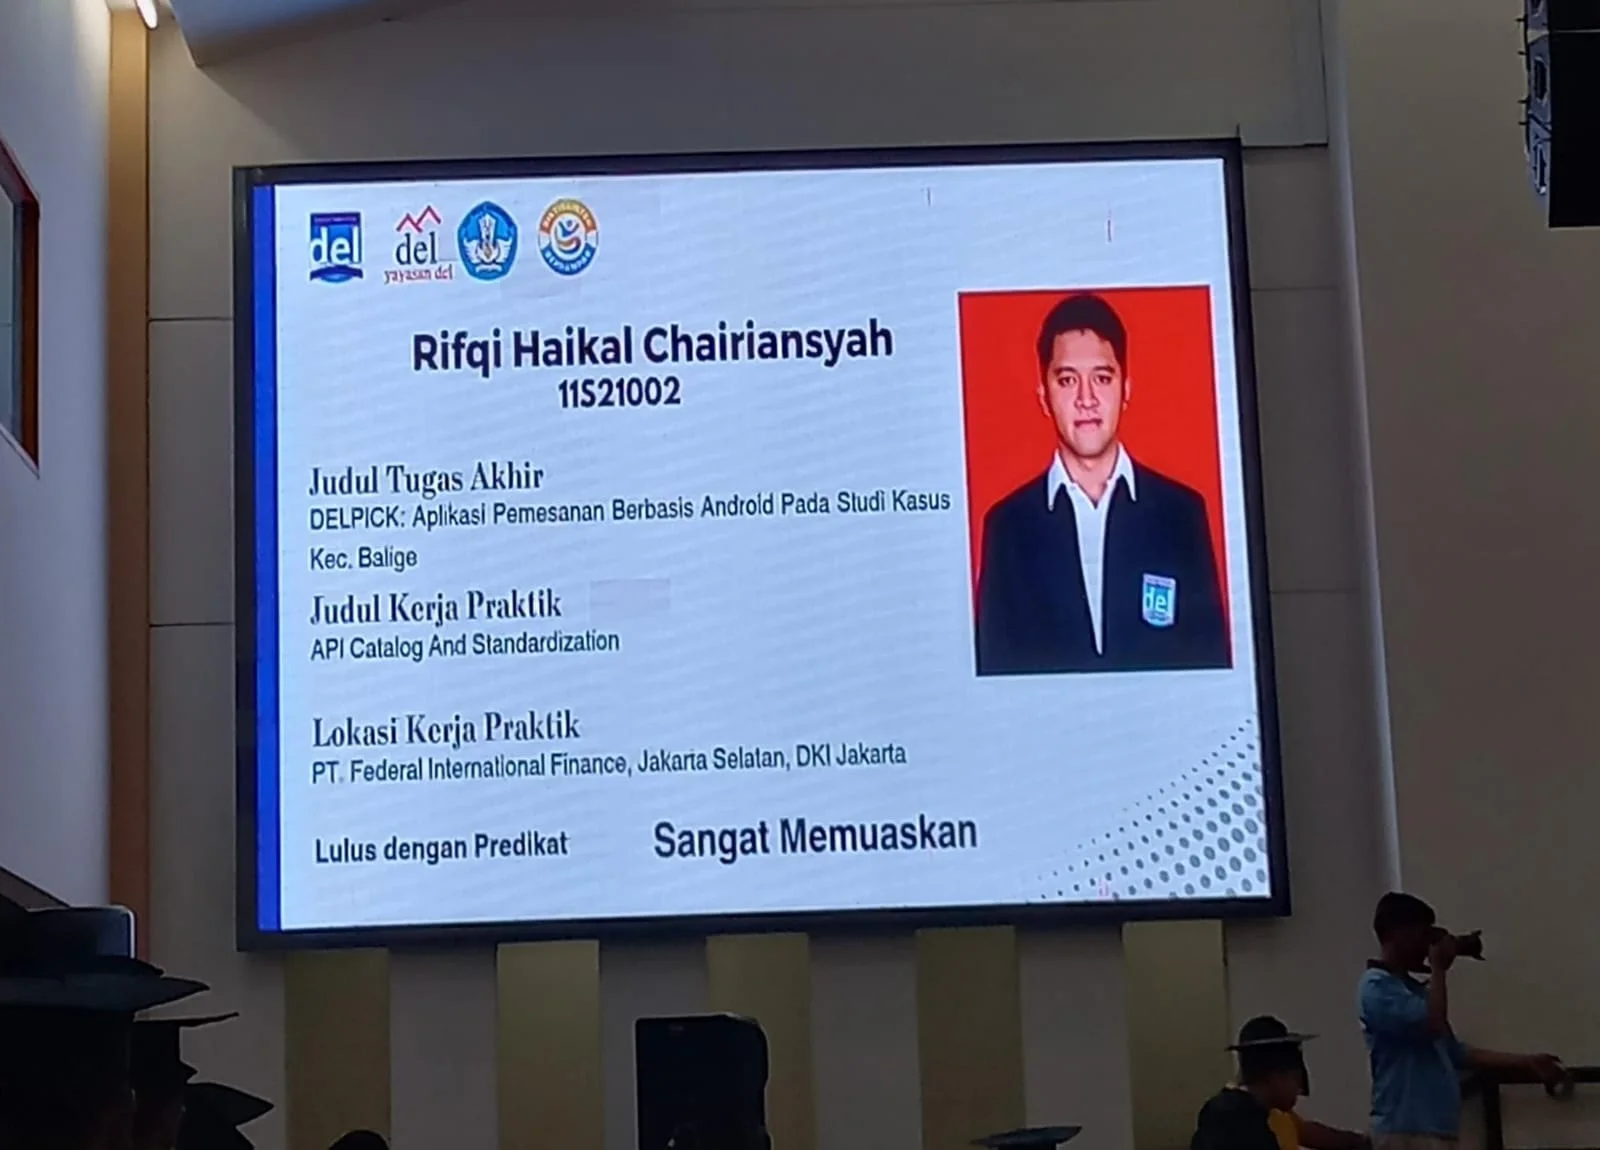 del
del
yayasan del
Rifqi Haikal Chairiansyah
11S21002
Judul Tugas Akhir
DELPICK: Aplikasi Pemesanan Berbasis Android Pada Studi Kasus
Kec. Balige
Judul Kerja Praktik
API Catalog And Standardization
Lokasi Kerja Praktik
PT. Federal International Finance, Jakarta Selatan, DKI Jakarta
Lulus dengan Predikat Sangat Memuaskan
del